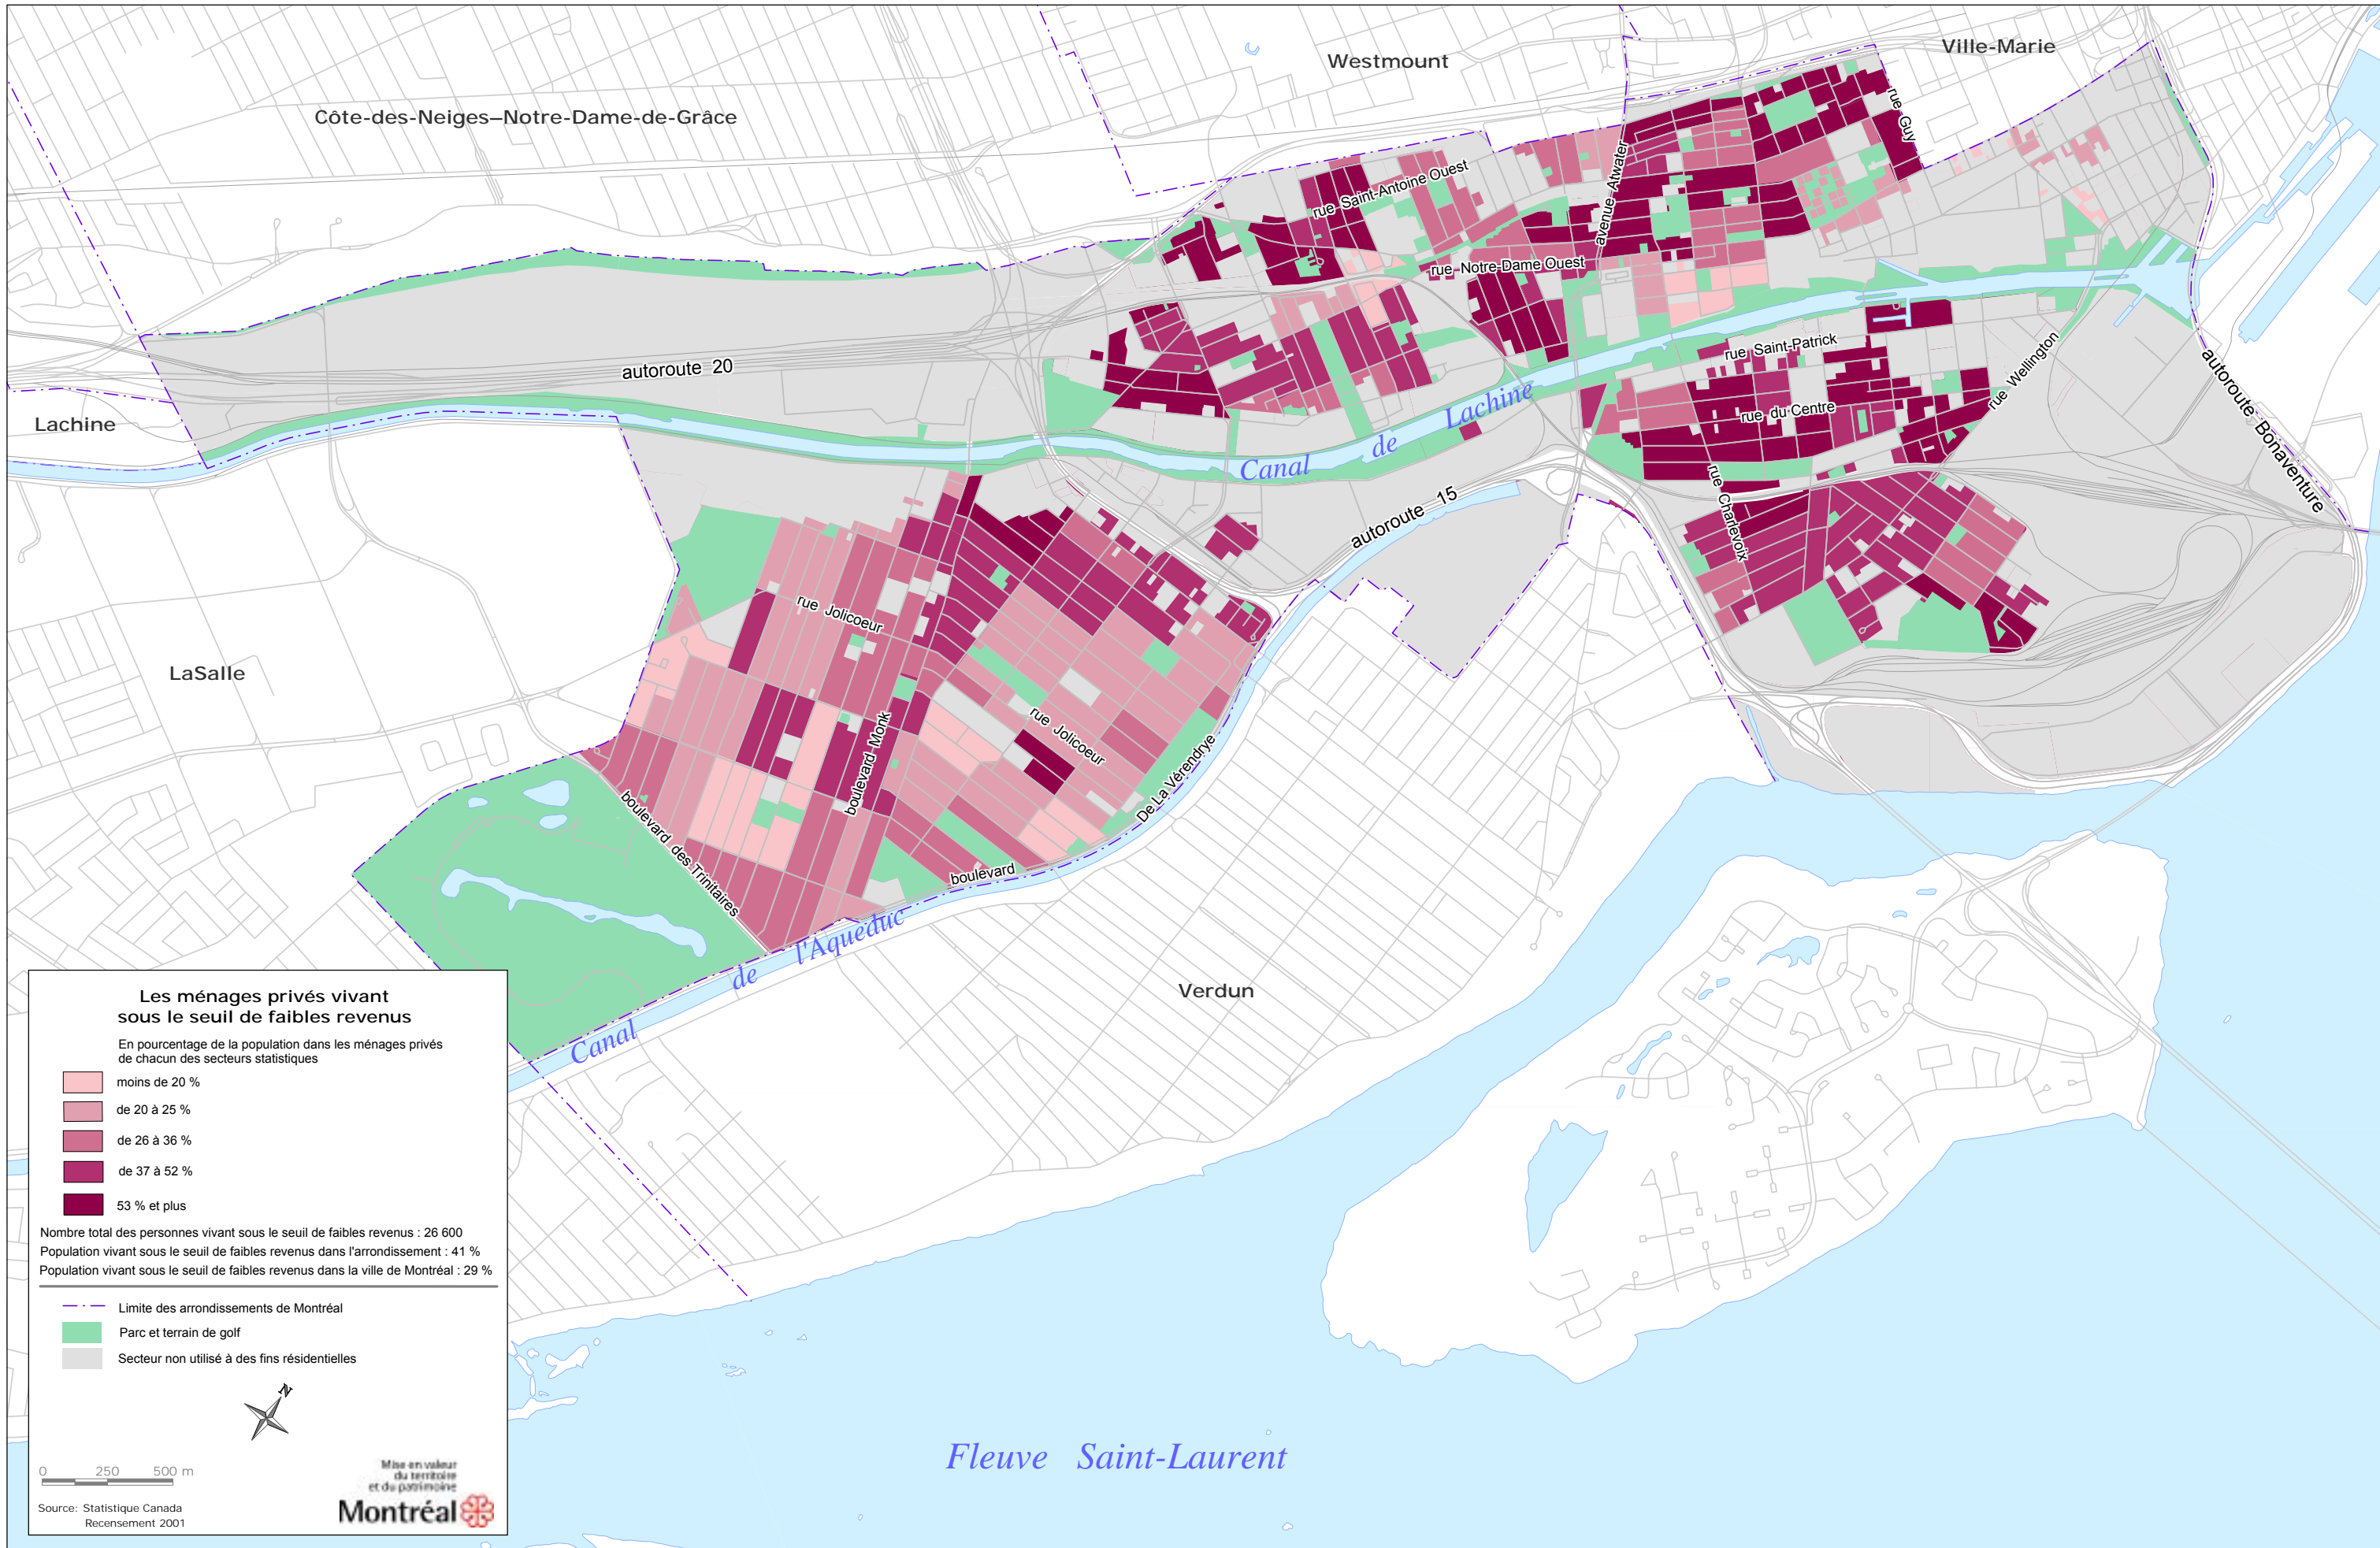 Westmount
Ville-Marie
Côte-des-Neiges–Notre-Dame-de-Grâce
rue Guy
avenue Atwater
rue Saint-Antoine Ouest
rue Notre-Dame Ouest
autoroute 20
rue Saint-Patrick
rue Wellington
autoroute Bonaventure
Lachine
Canal de Lachine
rue du Centre
rue Charlevoix
autoroute 15
rue Jolicoeur
LaSalle
rue Jolicoeur
boulevard Monk
De La Vérendrye
boulevard
boulevard des Trinitaires
Canal de l'Aqueduc
Verdun
Fleuve Saint-Laurent
Les ménages privés vivant
sous le seuil de faibles revenus
En pourcentage de la population dans les ménages privés
de chacun des secteurs statistiques
moins de 20 %
de 20 à 25 %
de 26 à 36 %
de 37 à 52 %
53 % et plus
Nombre total des personnes vivant sous le seuil de faibles revenus : 26 600
Population vivant sous le seuil de faibles revenus dans l'arrondissement : 41 %
Population vivant sous le seuil de faibles revenus dans la ville de Montréal : 29 %
Limite des arrondissements de Montréal
Parc et terrain de golf
Secteur non utilisé à des fins résidentielles
N
0 250 500 m
Mise en valeur
du territoire
et du patrimoine
Montréal
Source: Statistique Canada
Recensement 2001